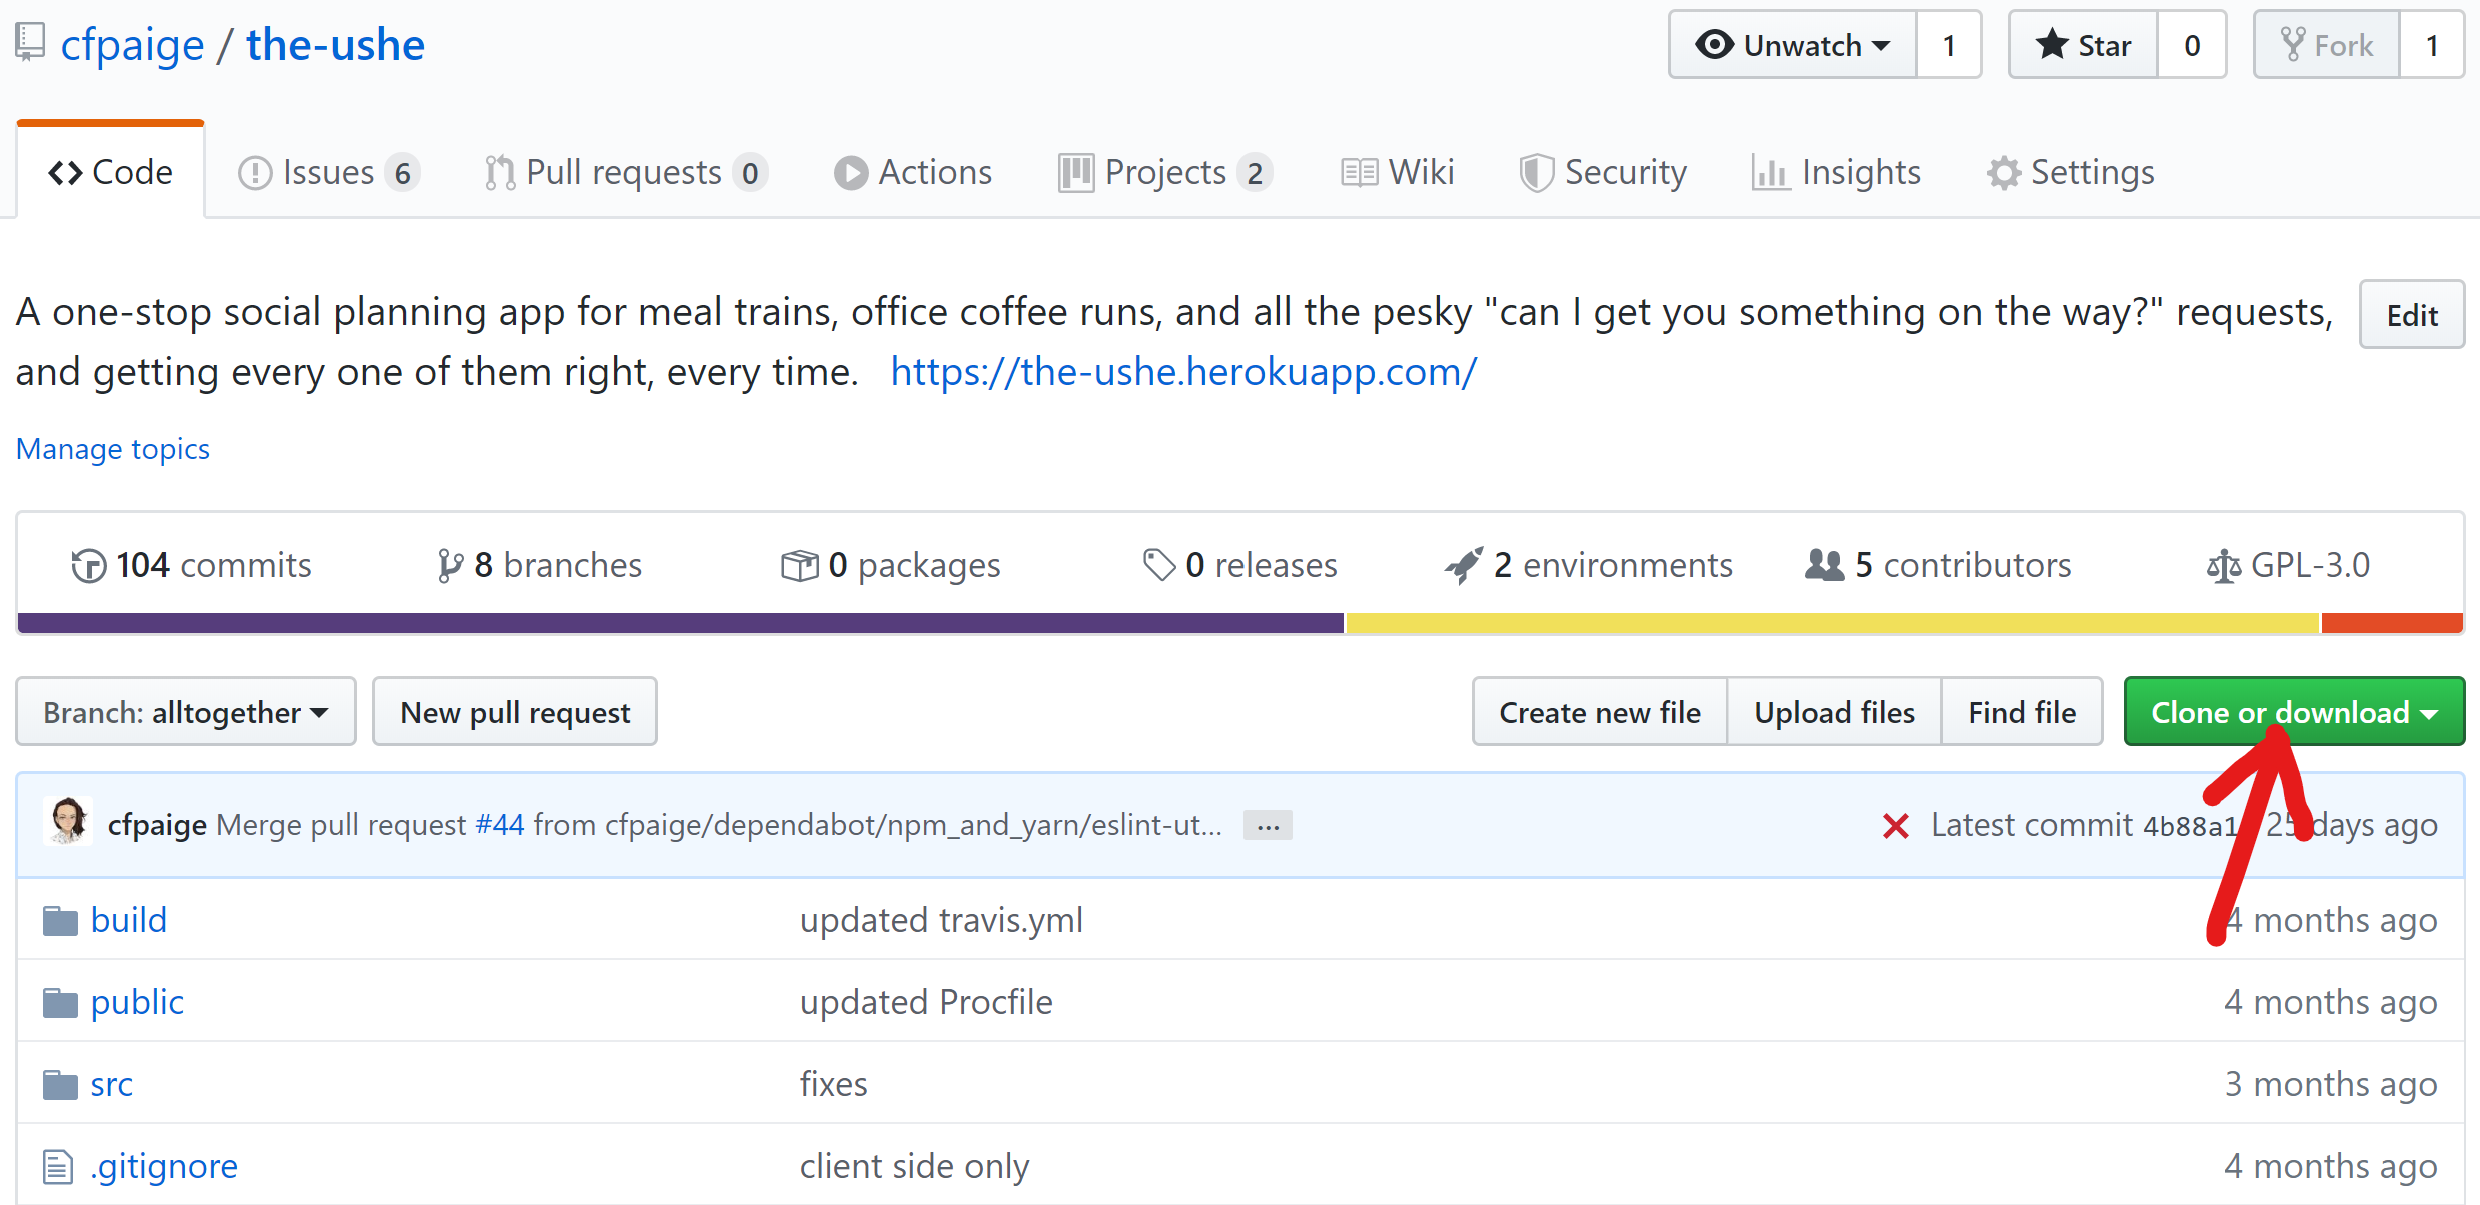 cfpaige / the-ushe
Unwatch 1
Star 0
Fork 1
Code
Issues 6
Pull requests 0
Actions
Projects 2
Wiki
Security
Insights
Settings
A one-stop social planning app for meal trains, office coffee runs, and all the pesky "can I get you something on the way?" requests,
and getting every one of them right, every time. https://the-ushe.herokuapp.com/
Edit
Manage topics
104 commits
8 branches
0 packages
0 releases
2 environments
5 contributors
GPL-3.0
Branch: alltogether
New pull request
Create new file
Upload files
Find file
Clone or download
cfpaige Merge pull request #44 from cfpaige/dependabot/npm_and_yarn/eslint-ut... ...
Latest commit 4b88a1 25 days ago
build updated travis.yml 4 months ago
public updated Procfile 4 months ago
src fixes 3 months ago
.gitignore client side only 4 months ago